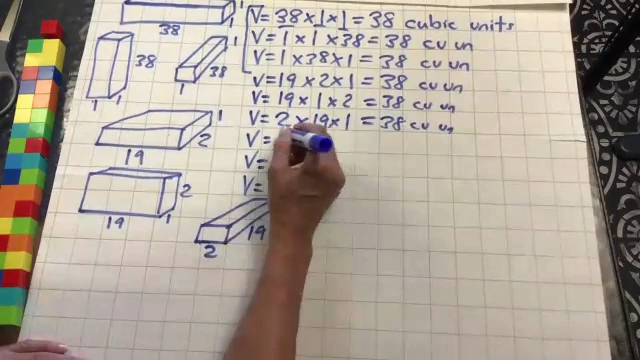 V= 38 × 1 × 1 = 38 cubic units
V= 1 × 1 × 38 = 38 cu un
V= 1 × 38 × 1 = 38 cu un
V= 19 × 2 × 1 = 38 cu un
V= 19 × 1 × 2 = 38 cu un
V= 2 × 19 × 1 = 38 cu un
V=
V=
V=
38
1
38
1 1
1
38
1
1
2
19
2
1
19
19
2